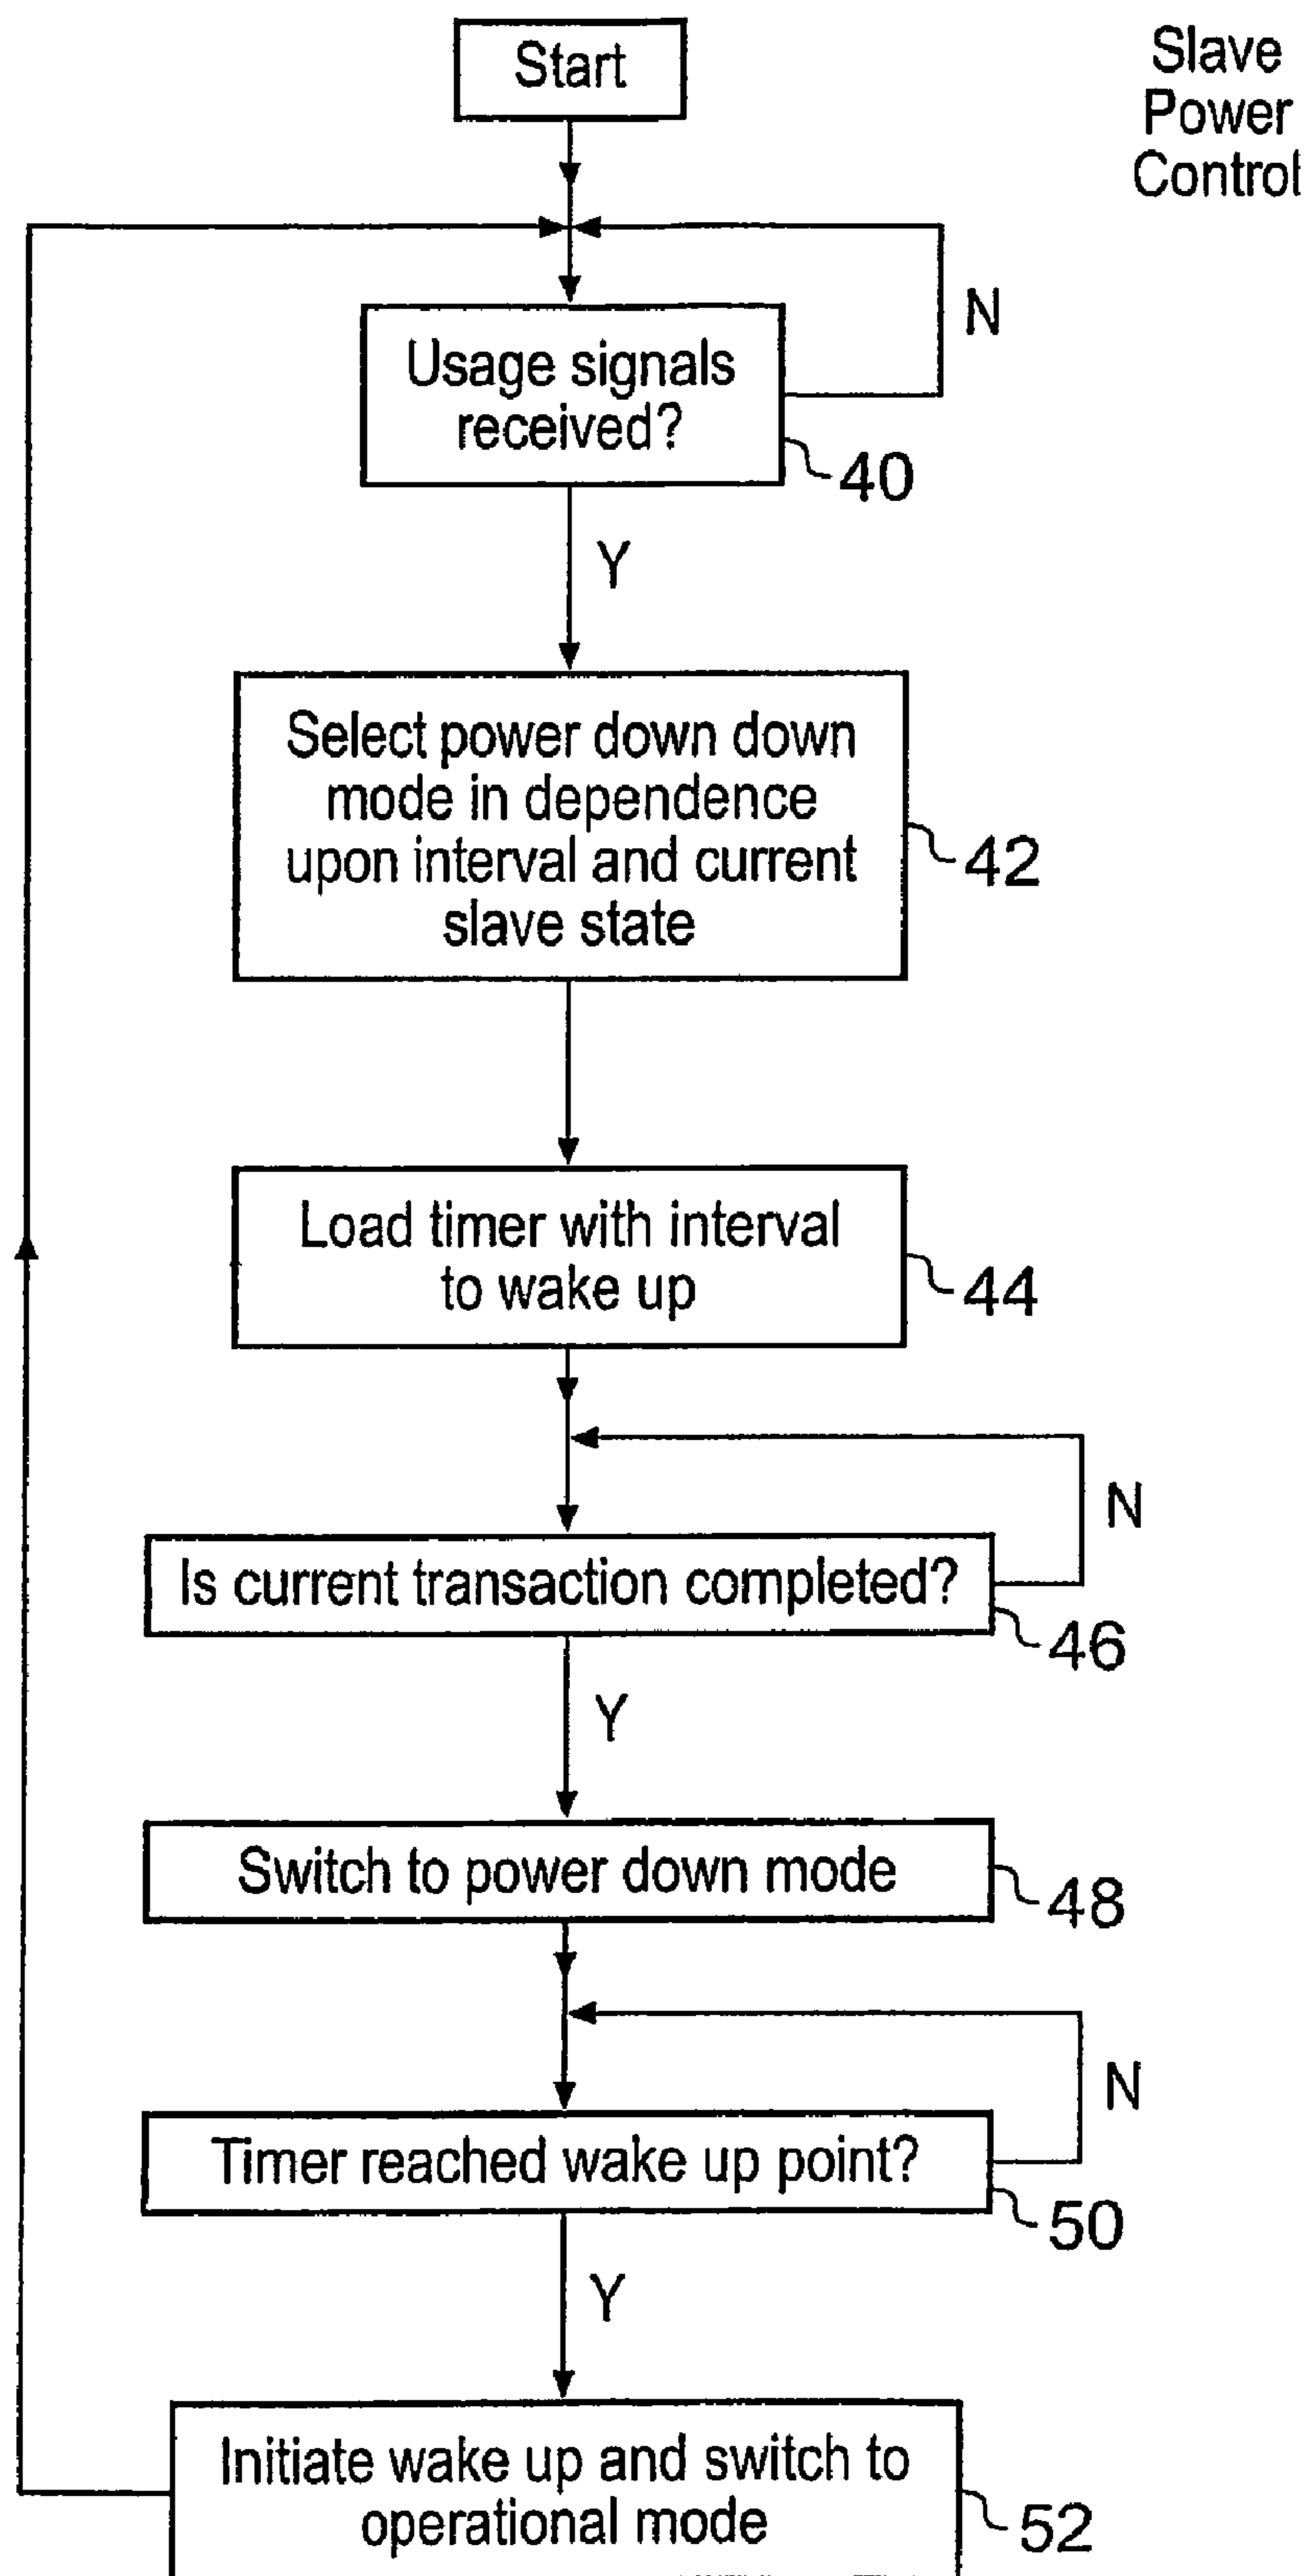 Start
Slave
Power
Control
N
Usage signals
received?
40
Y
Select power down down
mode in dependence
upon interval and current
slave state
42
Load timer with interval
to wake up
44
N
Is current transaction completed?
46
Y
Switch to power down mode
48
N
Timer reached wake up point?
50
Y
Initiate wake up and switch to
operational mode
52